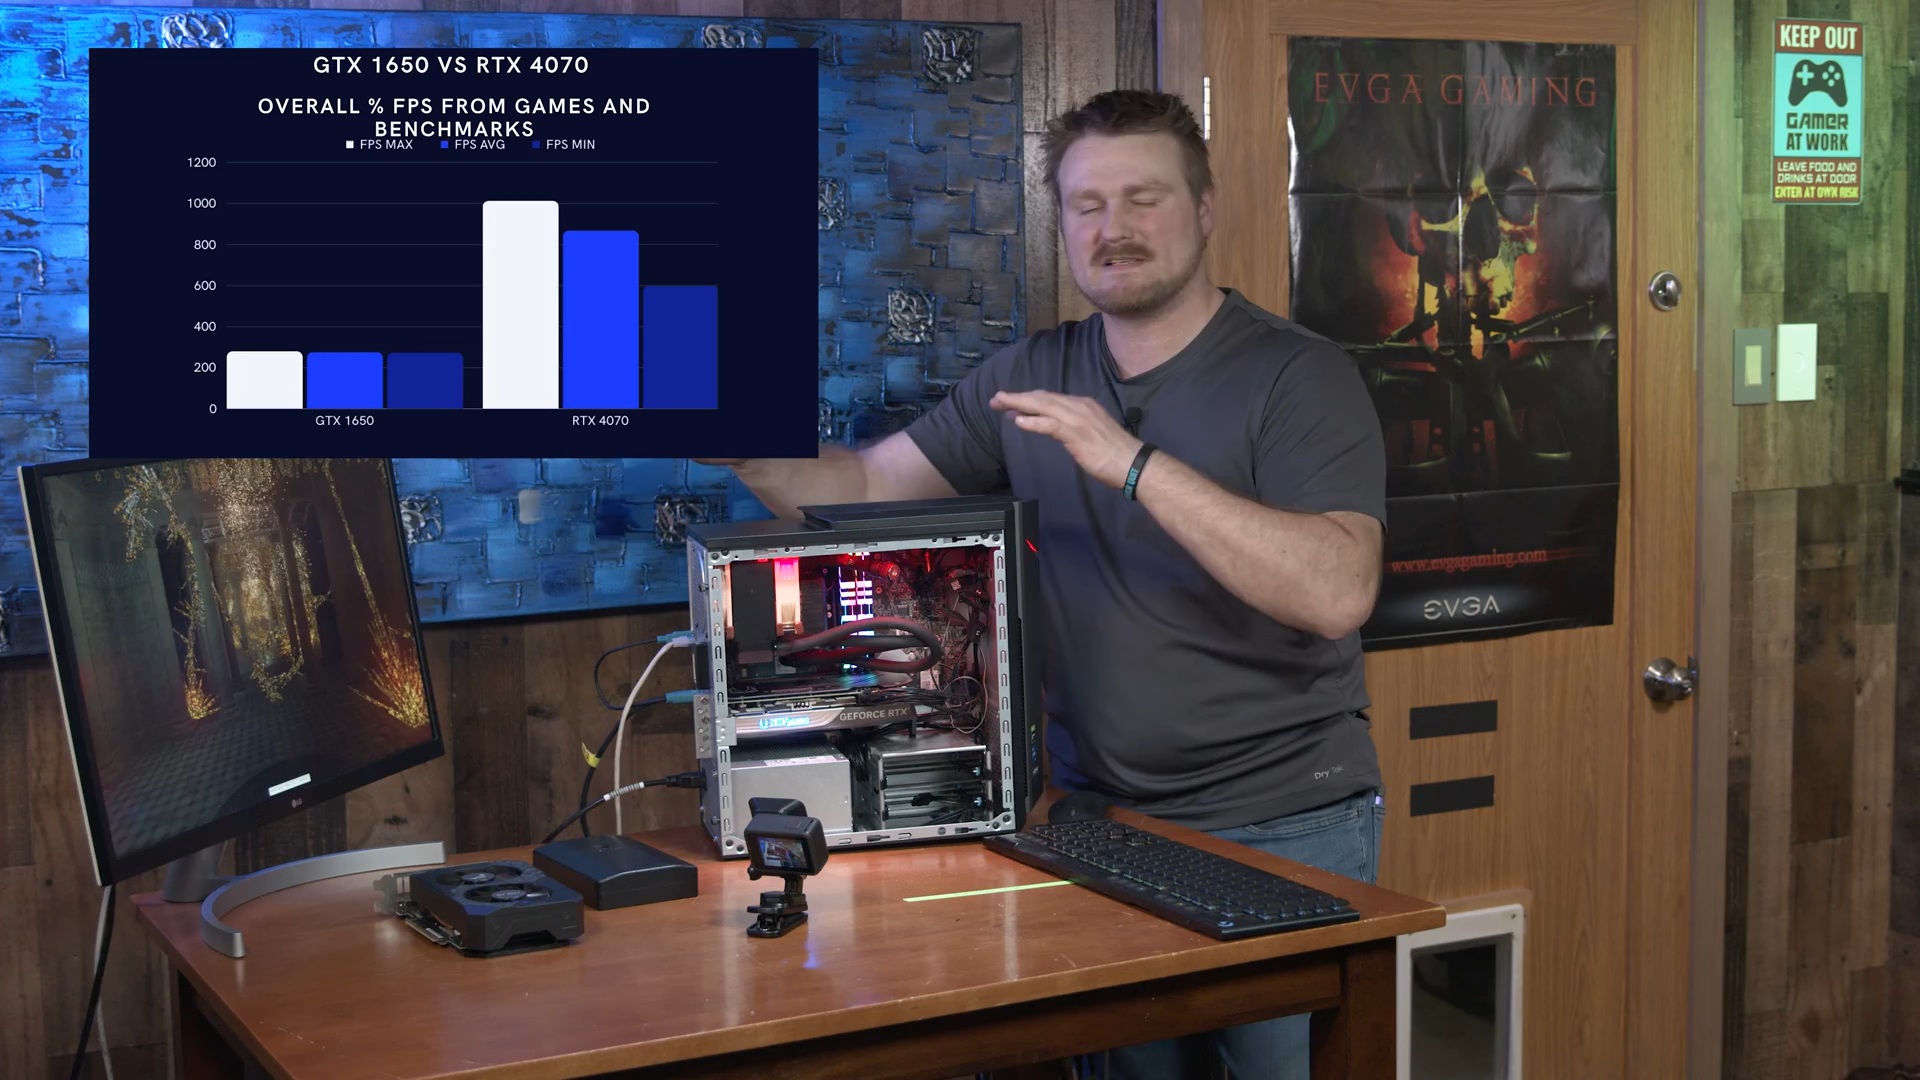 GTX 1650 VS RTX 4070
OVERALL % FPS FROM GAMES AND
BENCHMARKS
FPS MAX FPS AVG FPS MIN
1200
1000
800
600
400
200
0
GTX 1650 RTX 4070
EVGA GAMING
www.evgagaming.com
EVGA
KEEP OUT
GAMER
AT WORK
LEAVE FOOD AND
DRINKS AT DOOR
ENTER AT OWN RISK
GEFORCE RTX
LG